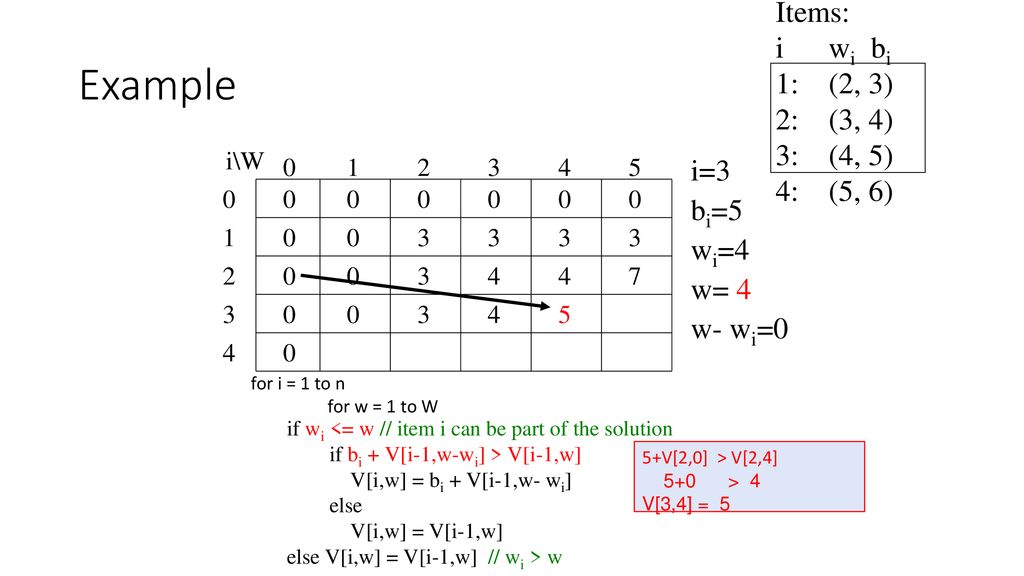 Items:
i wi bi
1: (2, 3)
2: (3, 4)
3: (4, 5)
4: (5, 6)
Example
i\W 0 1 2 3 4 5
0 0 0 0 0 0 0
1 0 0 3 3 3 3
2 0 0 3 4 4 7
3 0 0 3 4 5
4 0
i=3
bi=5
wi=4
w= 4
w- wi=0
for i = 1 to n
for w = 1 to W
if wi <= w // item i can be part of the solution
if bi + V[i-1,w-wi] > V[i-1,w]
V[i,w] = bi + V[i-1,w- wi]
else
V[i,w] = V[i-1,w]
else V[i,w] = V[i-1,w] // wi > w
5+V[2,0] > V[2,4]
5+0 > 4
V[3,4] = 5